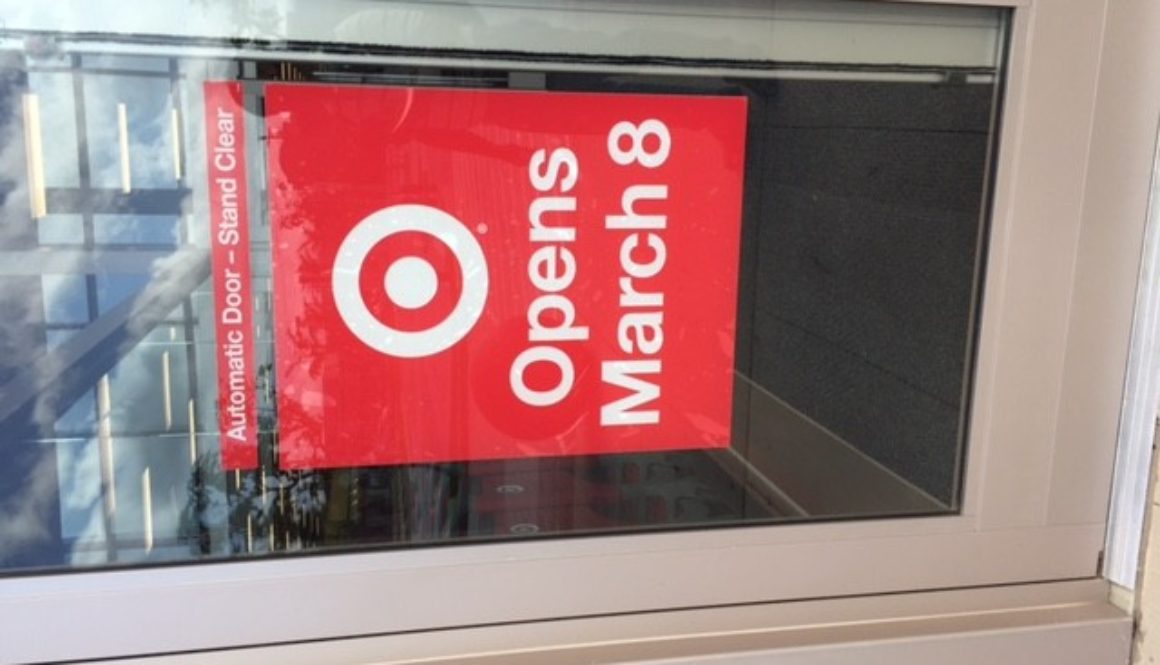 Automatic Door – Stand Clear
Opens
March 8